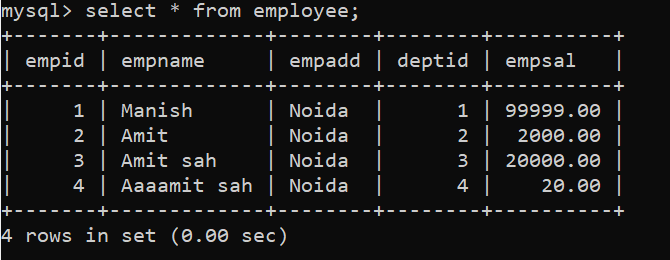 mysql> select * from employee;
+-------+-------------+--------+--------+----------+
| empid | empname     | empadd | deptid | empsal   |
+-------+-------------+--------+--------+----------+
|     1 | Manish      | Noida  |      1 | 99999.00 |
|     2 | Amit        | Noida  |      2 |  2000.00 |
|     3 | Amit sah    | Noida  |      3 | 20000.00 |
|     4 | Aaaamit sah | Noida  |      4 |    20.00 |
+-------+-------------+--------+--------+----------+
4 rows in set (0.00 sec)